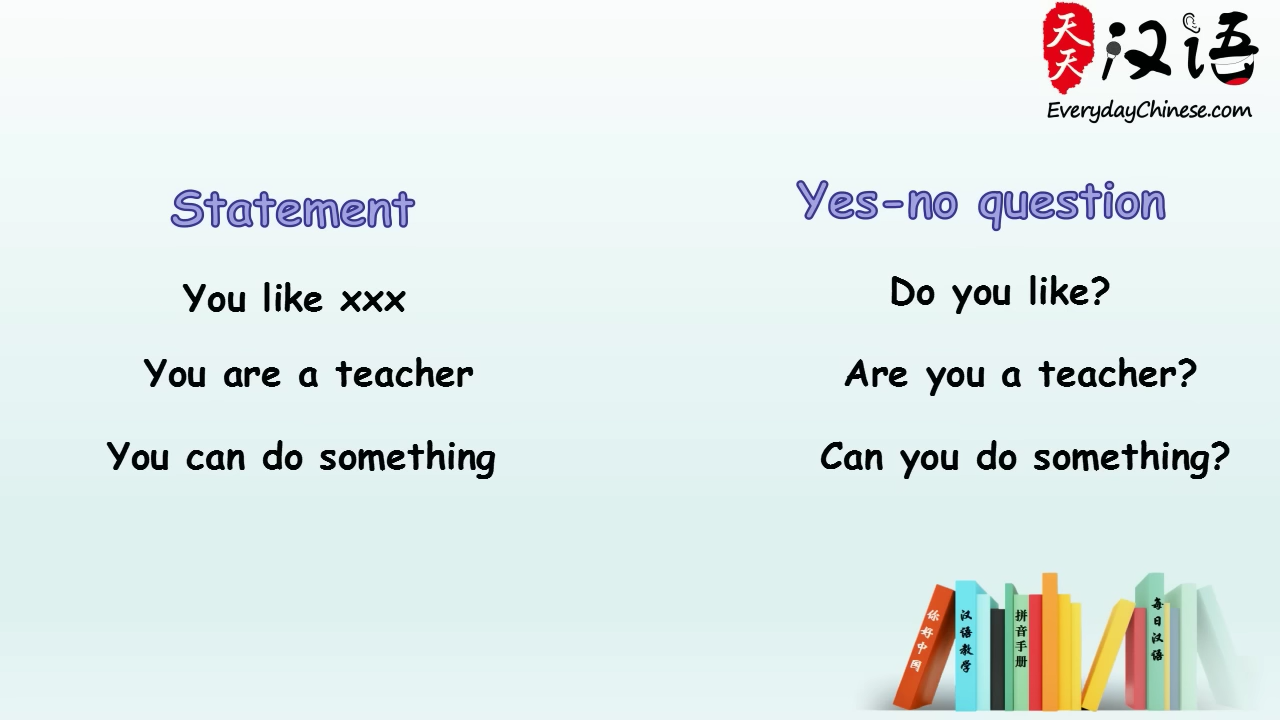 天天汉语
EverydayChinese.com
Statement
Yes-no question
You like xxx
Do you like?
You are a teacher
Are you a teacher?
You can do something
Can you do something?
你好中国
汉语教学
拼音手册
每日汉语